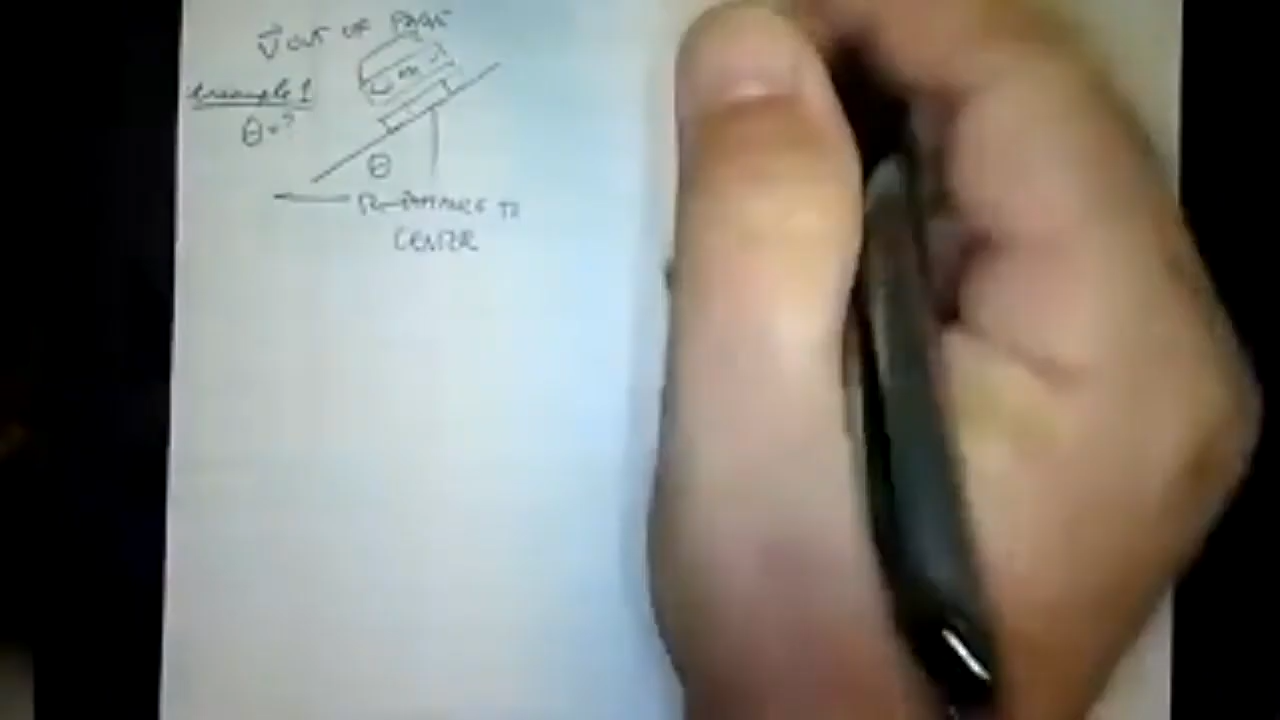 V⃗ OUT OF PAGE
Example 1
m
θ=?
θ
R-DISTANCE TO
CENTER